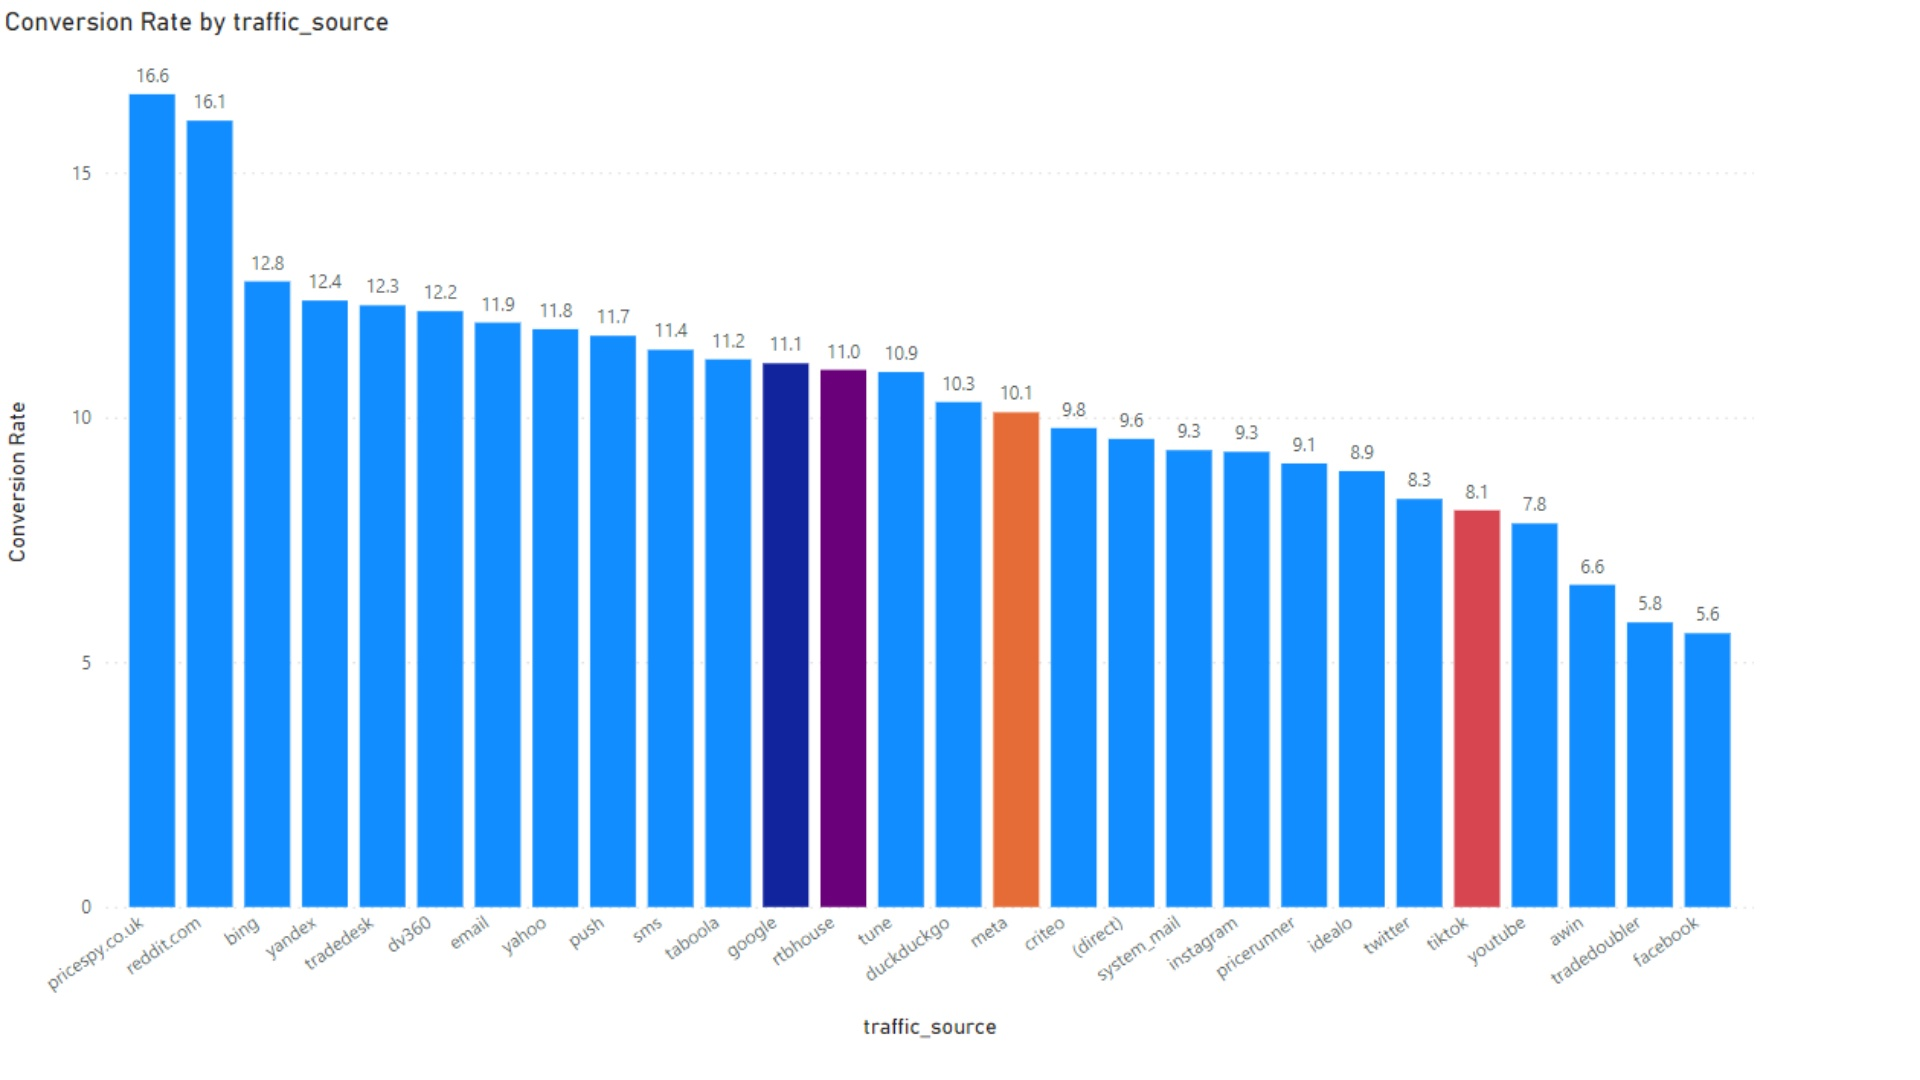 Conversion Rate by traffic_source
16.6
16.1
12.8
12.4
12.3
12.2
11.9
11.8
11.7
11.4
11.2
11.1
11.0
10.9
10.3
10.1
9.8
9.6
9.3
9.3
9.1
8.9
8.3
8.1
7.8
6.6
5.8
5.6
15
10
5
0
Conversion Rate
pricespy.co.uk
reddit.com
bing
yandex
tradedesk
dv360
email
yahoo
push
sms
taboola
google
rtbhouse
tune
duckduckgo
meta
criteo
(direct)
system_mail
instagram
pricerunner
idealo
twitter
tiktok
youtube
awin
tradedoubler
facebook
traffic_source